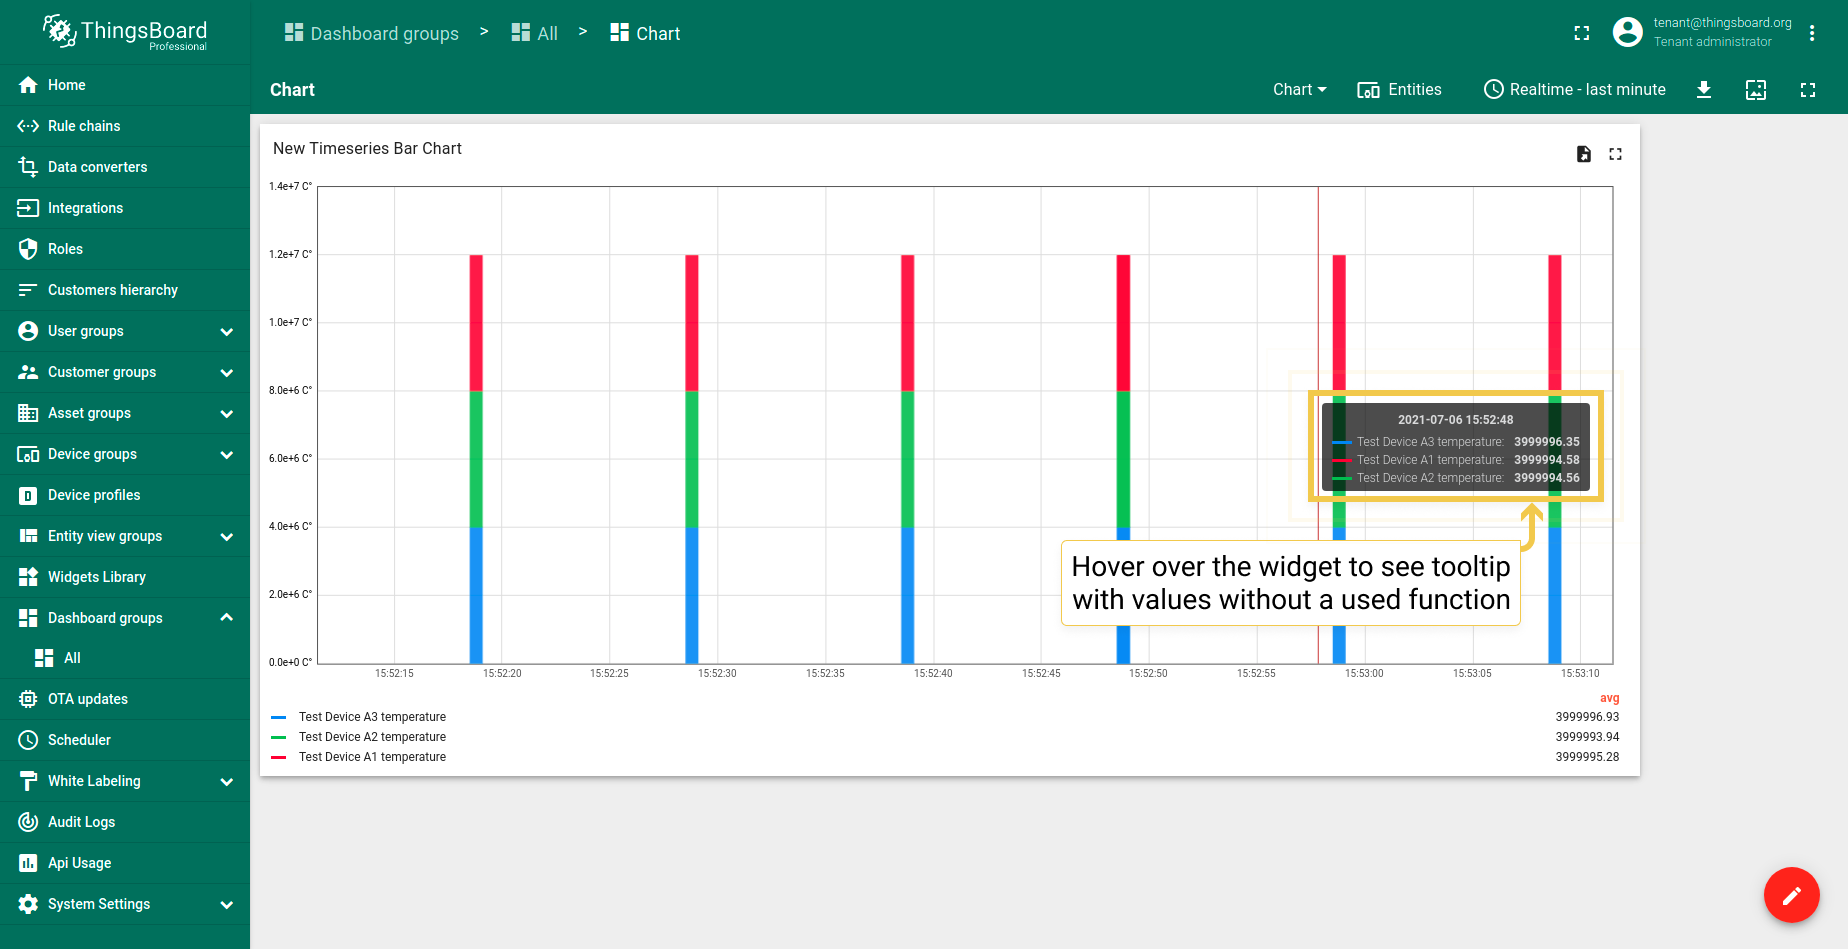 ThingsBoard
Professional
Dashboard groups > All > Chart
tenant@thingsboard.org
Tenant administrator
Home
Rule chains
Data converters
Integrations
Roles
Customers hierarchy
User groups
Customer groups
Asset groups
Device groups
Device profiles
Entity view groups
Widgets Library
Dashboard groups
All
OTA updates
Scheduler
White Labeling
Audit Logs
Api Usage
System Settings
Chart
Chart Entities Realtime - last minute
New Timeseries Bar Chart
1.4e+7 C°
1.2e+7 C°
1.0e+7 C°
8.0e+6 C°
6.0e+6 C°
4.0e+6 C°
2.0e+6 C°
0.0e+0 C°
2021-07-06 15:52:48
Test Device A3 temperature: 3999996.35
Test Device A1 temperature: 3999994.58
Test Device A2 temperature: 3999994.56
Hover over the widget to see tooltip
with values without a used function
15:52:15 15:52:20 15:52:25 15:52:30 15:52:35 15:52:40 15:52:45 15:52:50 15:52:55 15:53:00 15:53:05 15:53:10
avg
Test Device A3 temperature 3999996.93
Test Device A2 temperature 3999993.94
Test Device A1 temperature 3999995.28